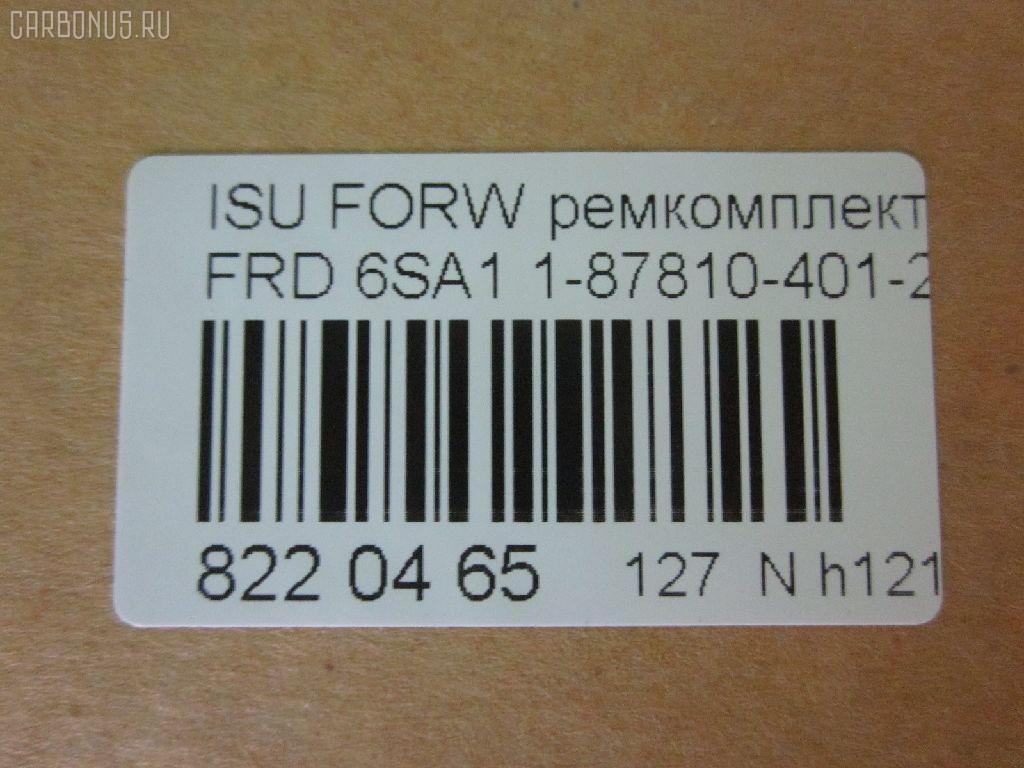 CARBONUS.RU
ISU FORW ремкомплект
FRD 6SA1 1-87810-401-2
822 04 65 127 N h121